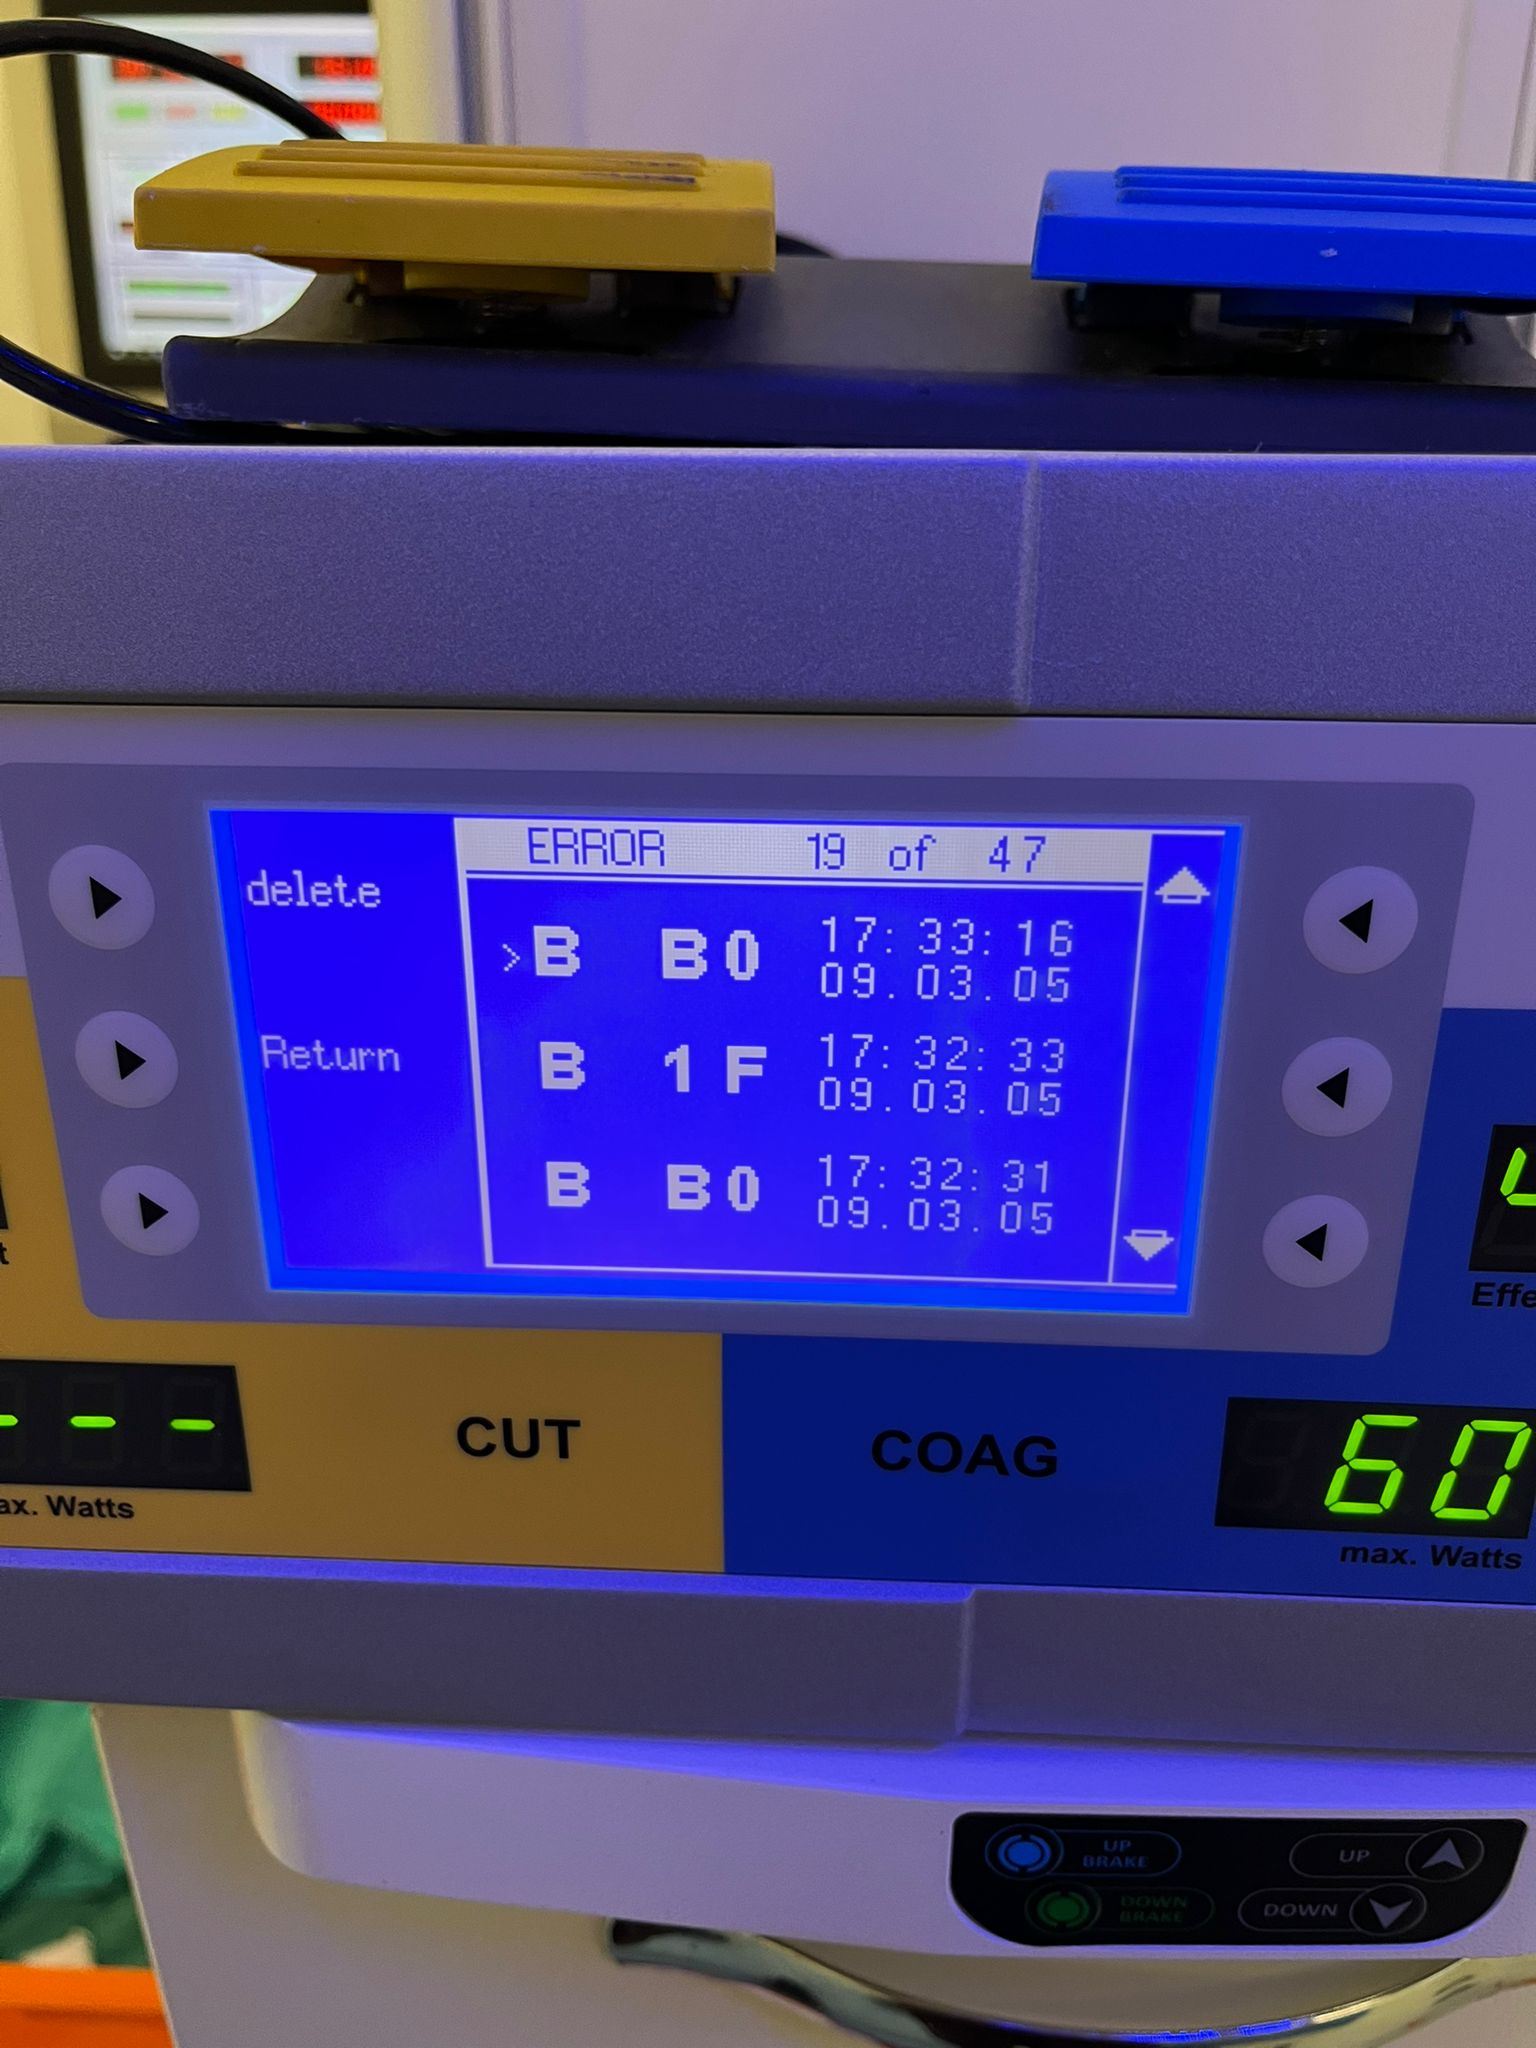 ERROR 19 of 47
delete
>B B0 17:33:16
09.03.05
Return
B 1F 17:32:33
09.03.05
B B0 17:32:31
09.03.05
- - -
CUT
COAG
60
max. Watts
UP BRAKE
UP
DOWN BRAKE
DOWN